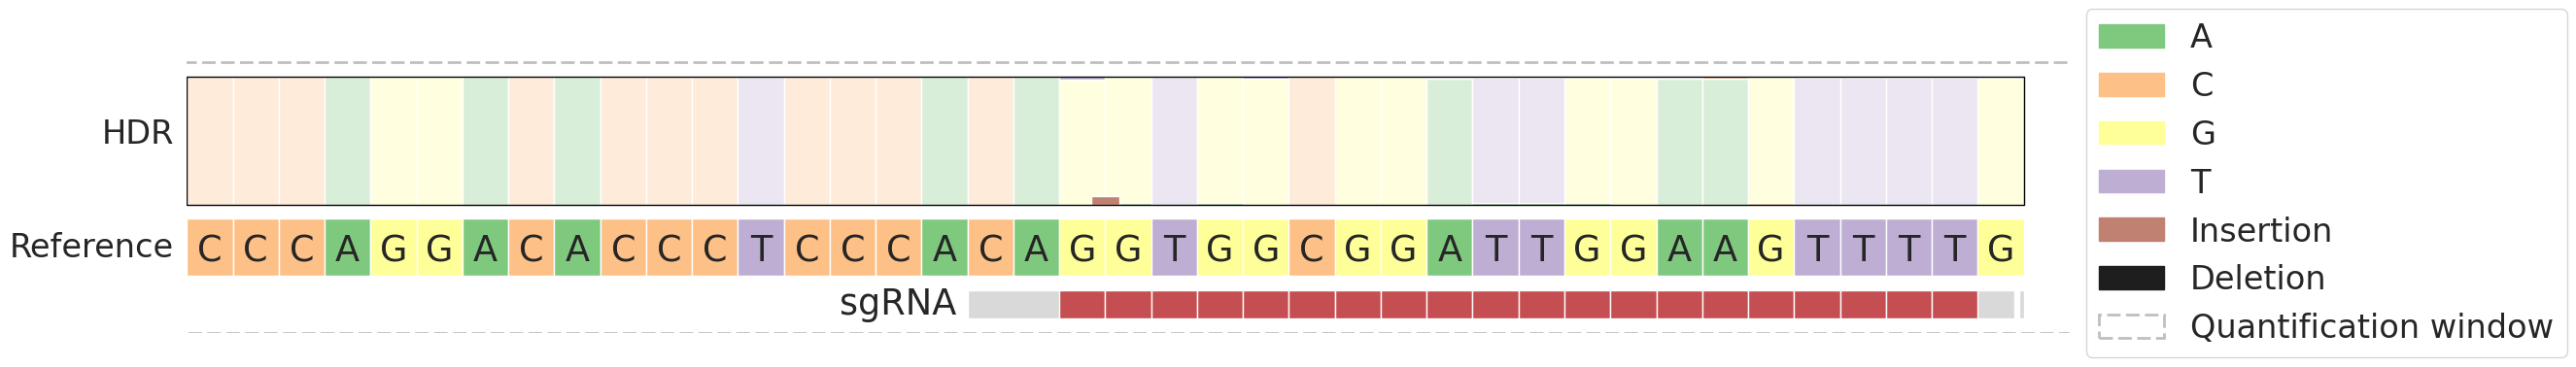 HDR
Reference C C C A G G A C A C C C T C C C A C A G G T G G C G G A T T G G A A G T T T T G
sgRNA
A
C
G
T
Insertion
Deletion
Quantification window